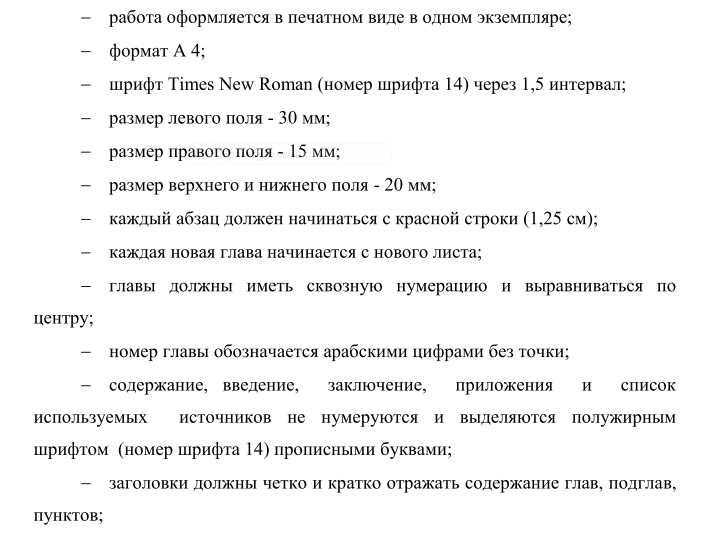 – работа оформляется в печатном виде в одном экземпляре;
– формат А 4;
– шрифт Times New Roman (номер шрифта 14) через 1,5 интервал;
– размер левого поля - 30 мм;
– размер правого поля - 15 мм;
– размер верхнего и нижнего поля - 20 мм;
– каждый абзац должен начинаться с красной строки (1,25 см);
– каждая новая глава начинается с нового листа;
– главы должны иметь сквозную нумерацию и выравниваться по
центру;
– номер главы обозначается арабскими цифрами без точки;
– содержание, введение, заключение, приложения и список
используемых источников не нумеруются и выделяются полужирным
шрифтом (номер шрифта 14) прописными буквами;
– заголовки должны четко и кратко отражать содержание глав, подглав,
пунктов;